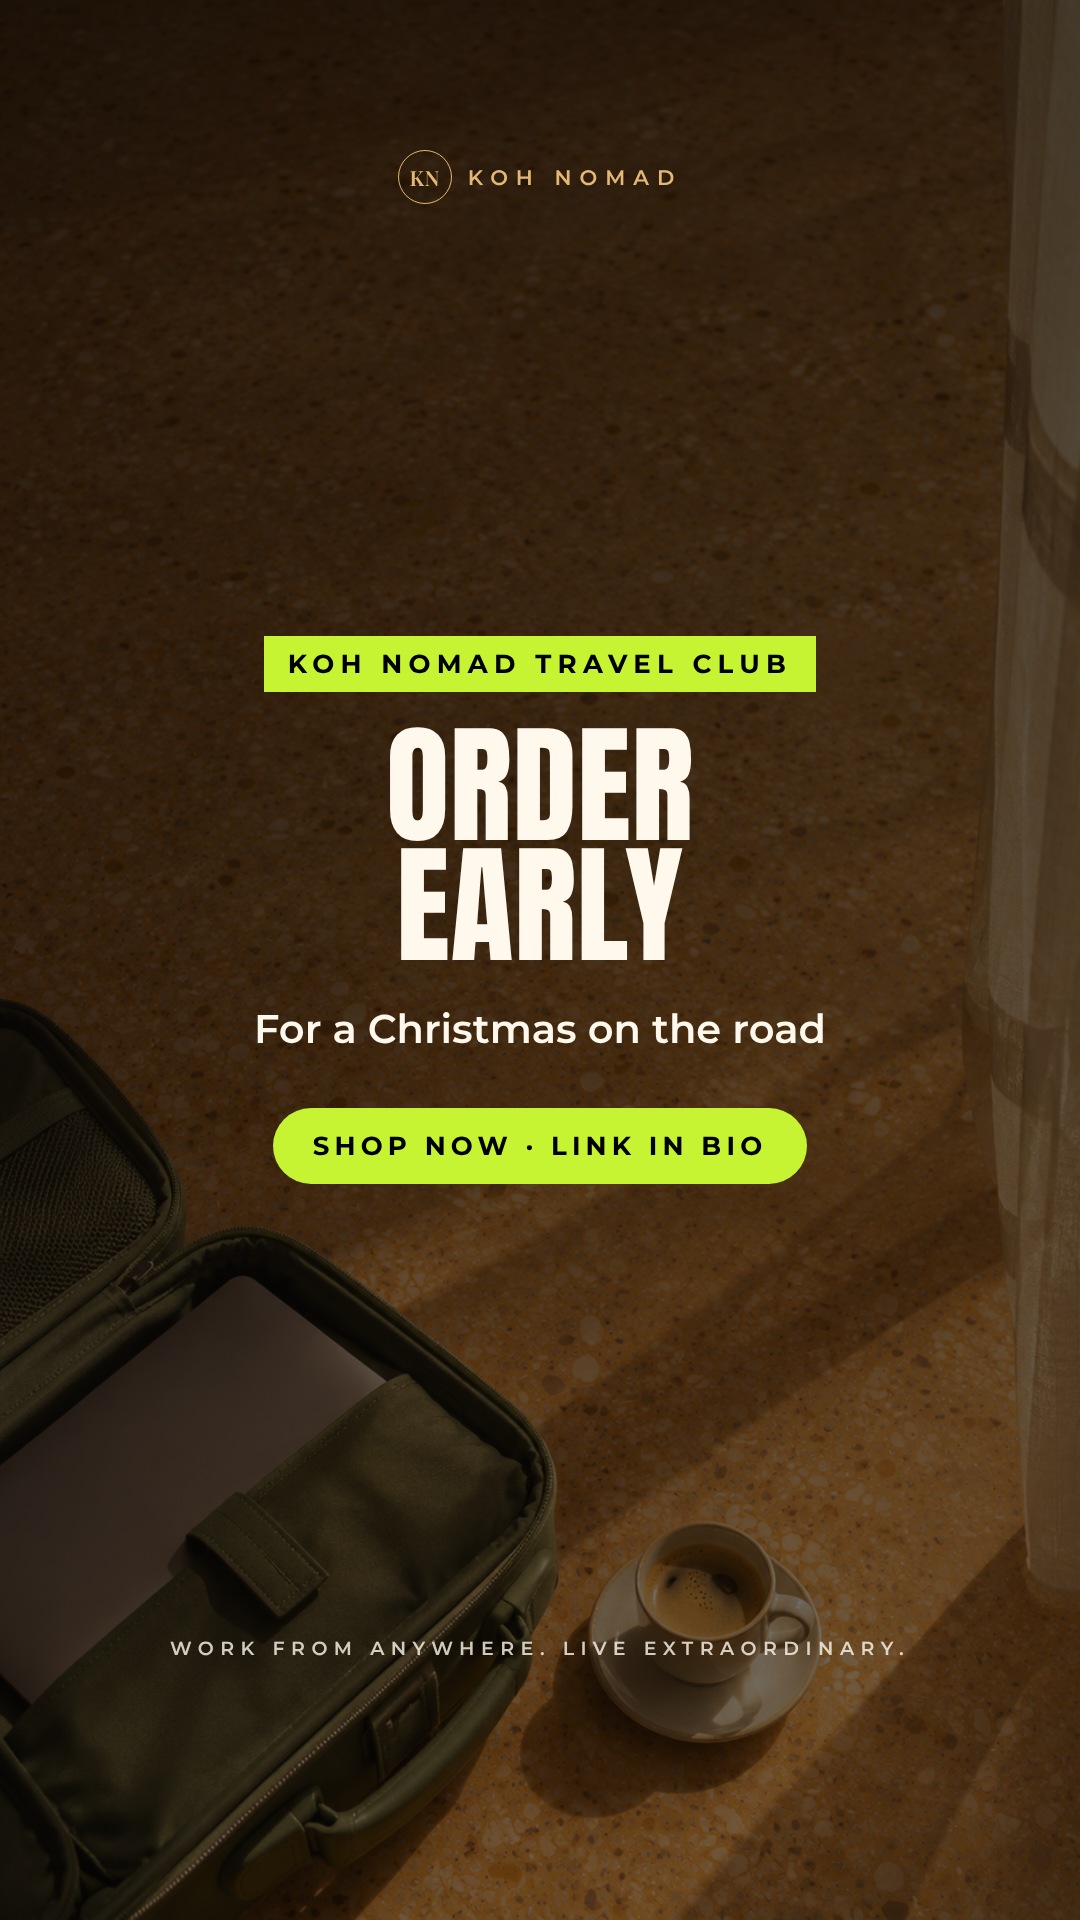 KN KOH NOMAD
KOH NOMAD TRAVEL CLUB
ORDER
EARLY
For a Christmas on the road
SHOP NOW · LINK IN BIO
WORK FROM ANYWHERE. LIVE EXTRAORDINARY.